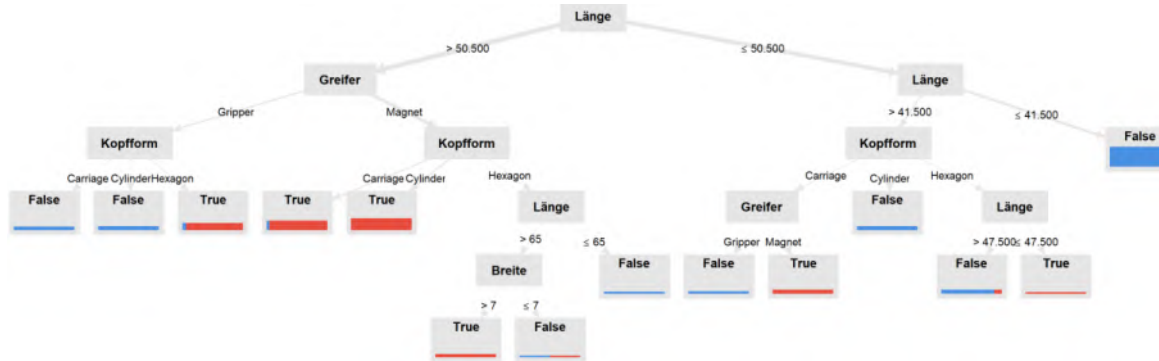 Länge
> 50.500
≤ 50.500
Greifer
Länge
Gripper
Magnet
> 41.500
≤ 41.500
Kopfform
Kopfform
Kopfform
False
Carriage Cylinder Hexagon
Carriage Cylinder
Hexagon
Carriage
Cylinder
Hexagon
False
False
True
True
True
Länge
Greifer
False
Länge
> 65
≤ 65
Gripper Magnet
> 47.500 ≤ 47.500
Breite
False
False
True
False
True
> 7
≤ 7
True
False